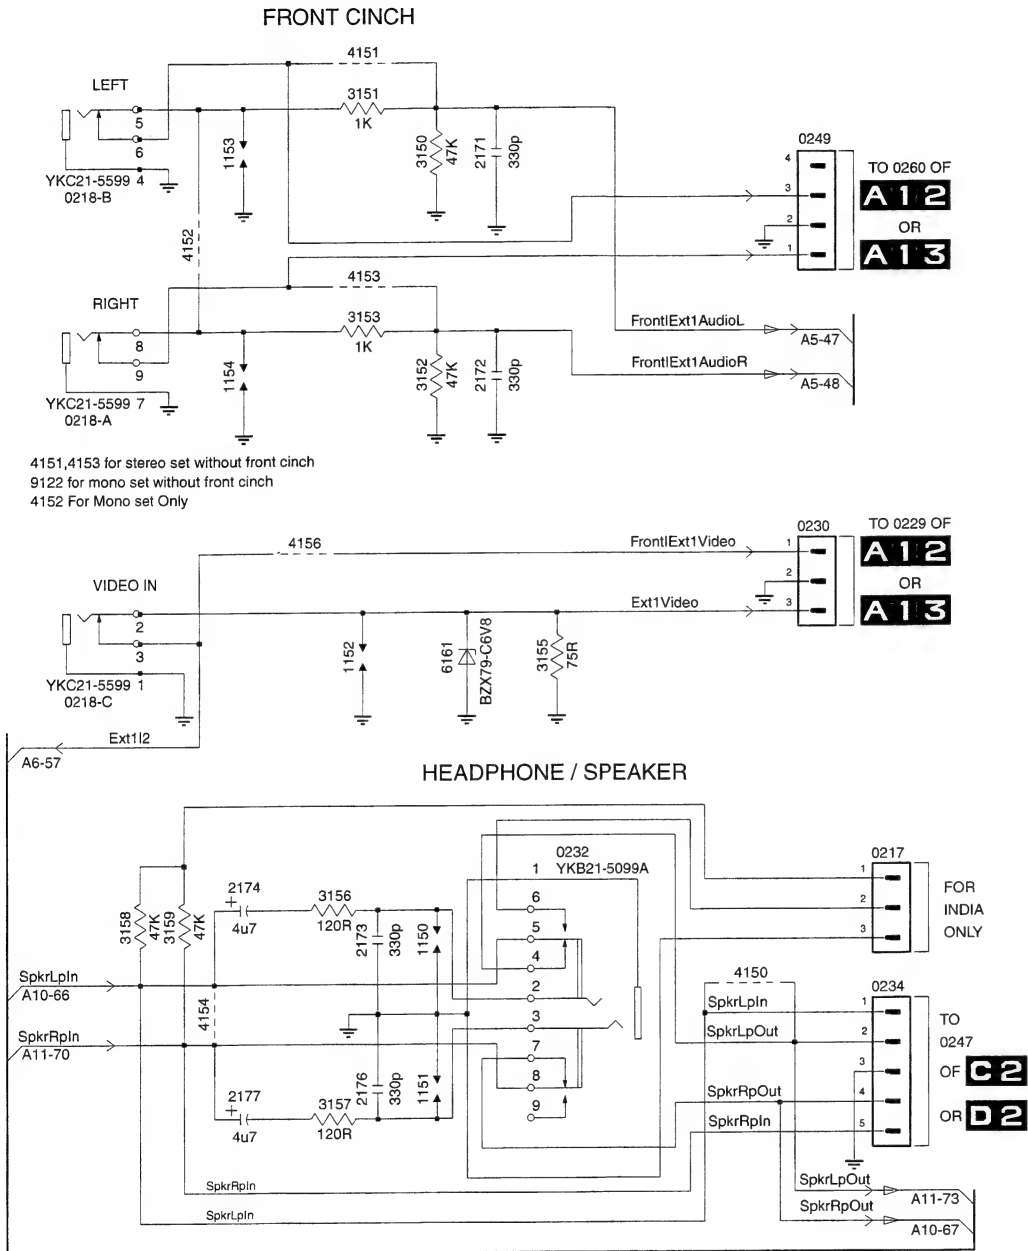 FRONT CINCH
4151
LEFT
3151
1K
5
6
1153
3150
47K
2171
330p
YKC21-5599 4
0218-B
0249
4
3
2
1
TO 0260 OF
A12
OR
A13
4152
4153
RIGHT
3153
1K
8
9
1154
3152
47K
2172
330p
YKC21-5599 7
0218-A
Front|Ext1AudioL
A5-47
Front|Ext1AudioR
A5-48
4151,4153 for stereo set without front cinch
9122 for mono set without front cinch
4152 For Mono set Only
4156
Front|Ext1Video
0230
1
2
3
TO 0229 OF
A12
OR
A13
VIDEO IN
2
3
Ext1Video
1152
6161
BZX79-C6V8
3155
75R
YKC21-5599 1
0218-C
Ext1I2
A6-57
HEADPHONE / SPEAKER
0232
1 YKB21-5099A
0217
1
2
3
FOR
INDIA
ONLY
6
5
4
2
3
7
8
9
3158
47K
3159
47K
+
2174
4u7
3156
120R
2173
330p
1150
SpkrLpIn
A10-66
4154
SpkrRpIn
A11-70
+
2177
4u7
3157
120R
2176
330p
1151
4150
SpkrLpIn
SpkrLpOut
SpkrRpOut
SpkrRpIn
0234
1
2
3
4
5
TO
0247
OF C2
OR D2
SpkrRpIn
SpkrLpIn
SpkrLpOut
A11-73
SpkrRpOut
A10-67